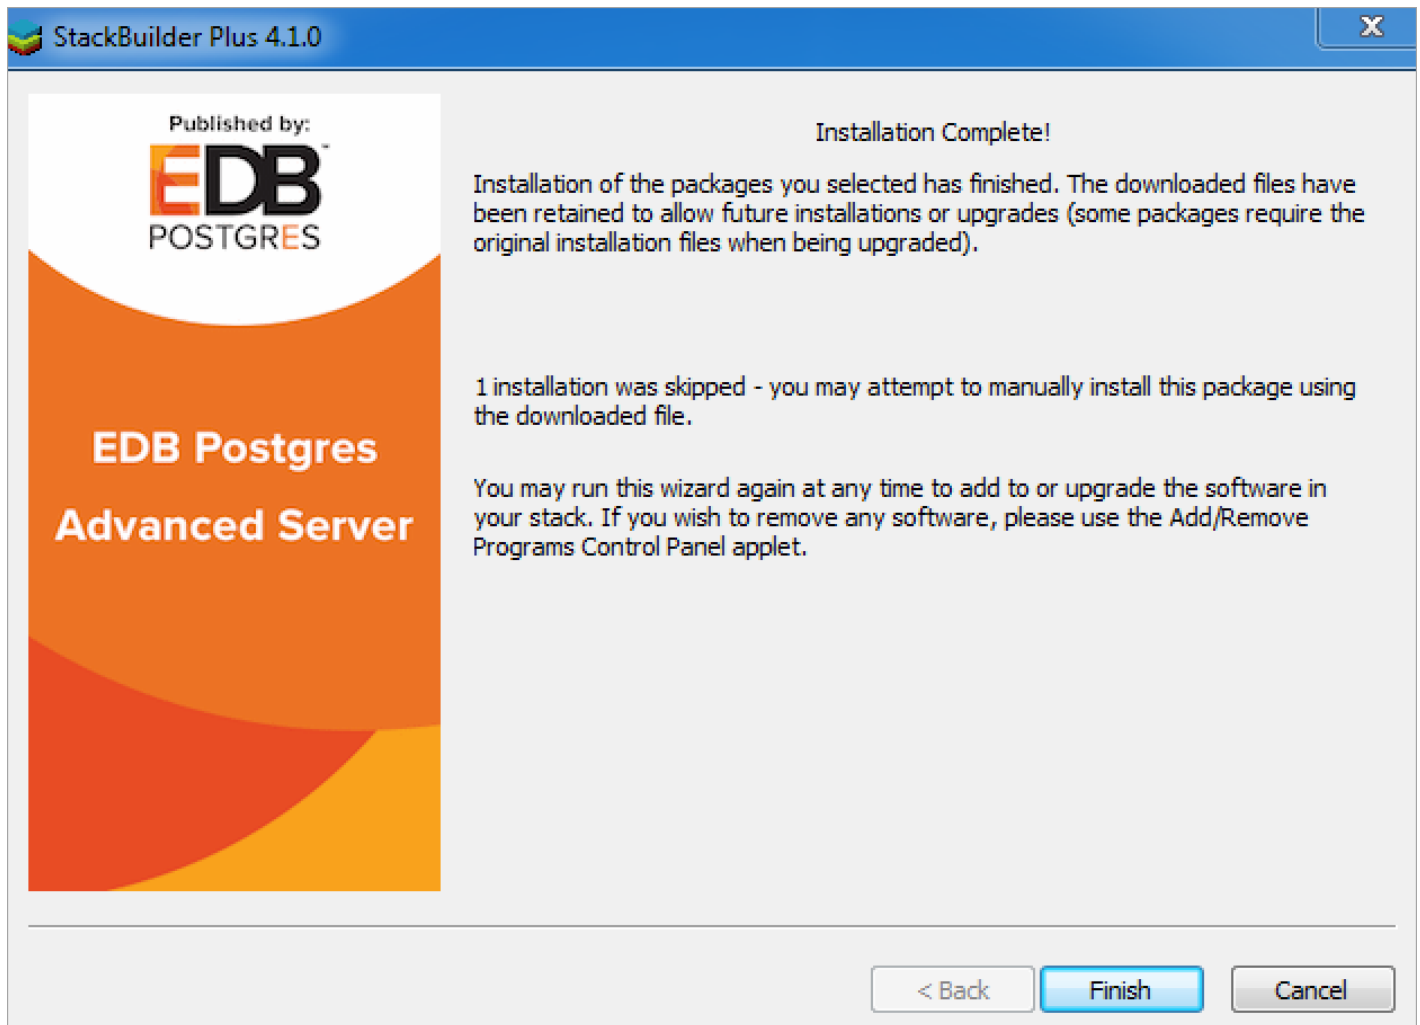 StackBuilder Plus 4.1.0
X
Published by:
EDB™
POSTGRES
EDB Postgres
Advanced Server
Installation Complete!
Installation of the packages you selected has finished. The downloaded files have
been retained to allow future installations or upgrades (some packages require the
original installation files when being upgraded).
1 installation was skipped - you may attempt to manually install this package using
the downloaded file.
You may run this wizard again at any time to add to or upgrade the software in
your stack. If you wish to remove any software, please use the Add/Remove
Programs Control Panel applet.
< Back
Finish
Cancel